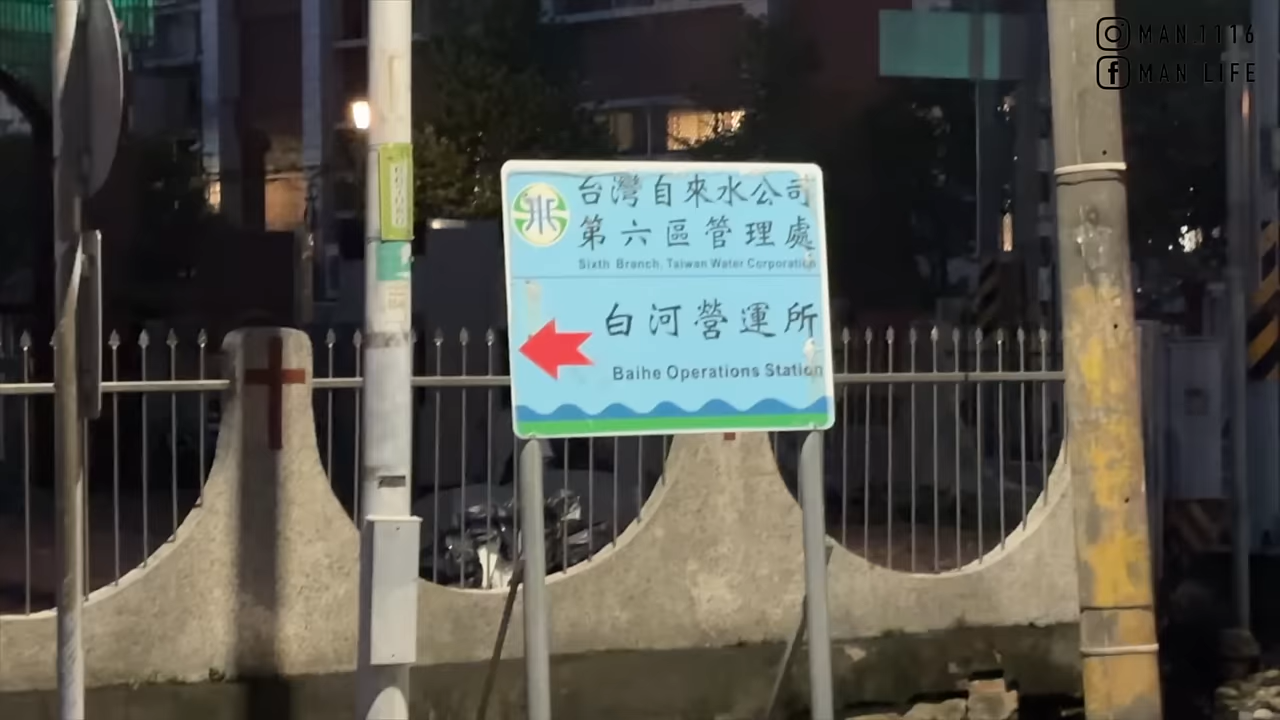 MAN.1116
MAN LIFE
台灣自來水公司
第六區管理處
Sixth Branch, Taiwan Water Corporation
白河營運所
Baihe Operations Station